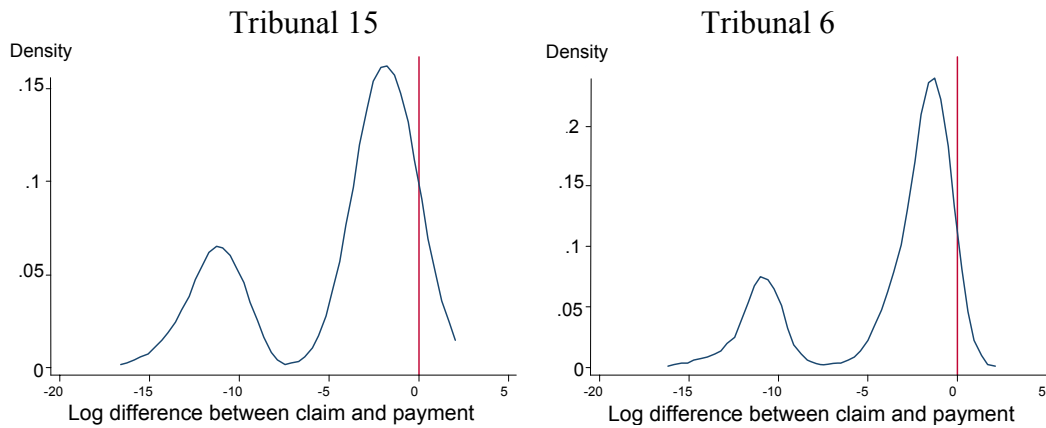 Tribunal 15
Density
.15
.1
.05
0
-20 -15 -10 -5 0 5
Log difference between claim and payment
Tribunal 6
Density
.2
.15
.1
.05
0
-20 -15 -10 -5 0 5
Log difference between claim and payment